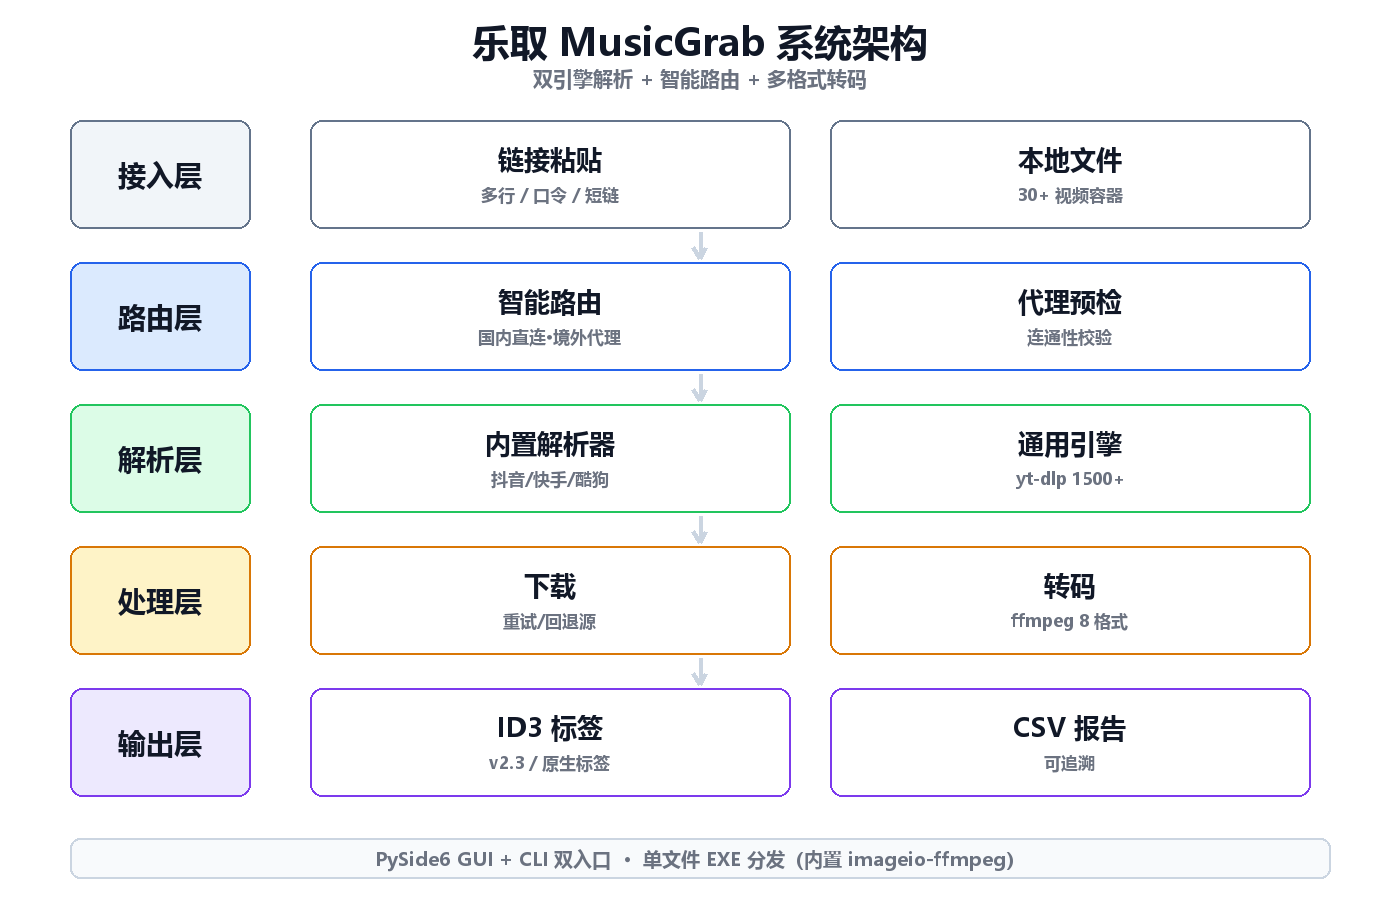 乐取 MusicGrab 系统架构
双引擎解析 + 智能路由 + 多格式转码
接入层
链接粘贴
多行 / 口令 / 短链
本地文件
30+ 视频容器
路由层
智能路由
国内直连•境外代理
代理预检
连通性校验
解析层
内置解析器
抖音/快手/酷狗
通用引擎
yt-dlp 1500+
处理层
下载
重试/回退源
转码
ffmpeg 8 格式
输出层
ID3 标签
v2.3 / 原生标签
CSV 报告
可追溯
PySide6 GUI + CLI 双入口 • 单文件 EXE 分发 (内置 imageio-ffmpeg)